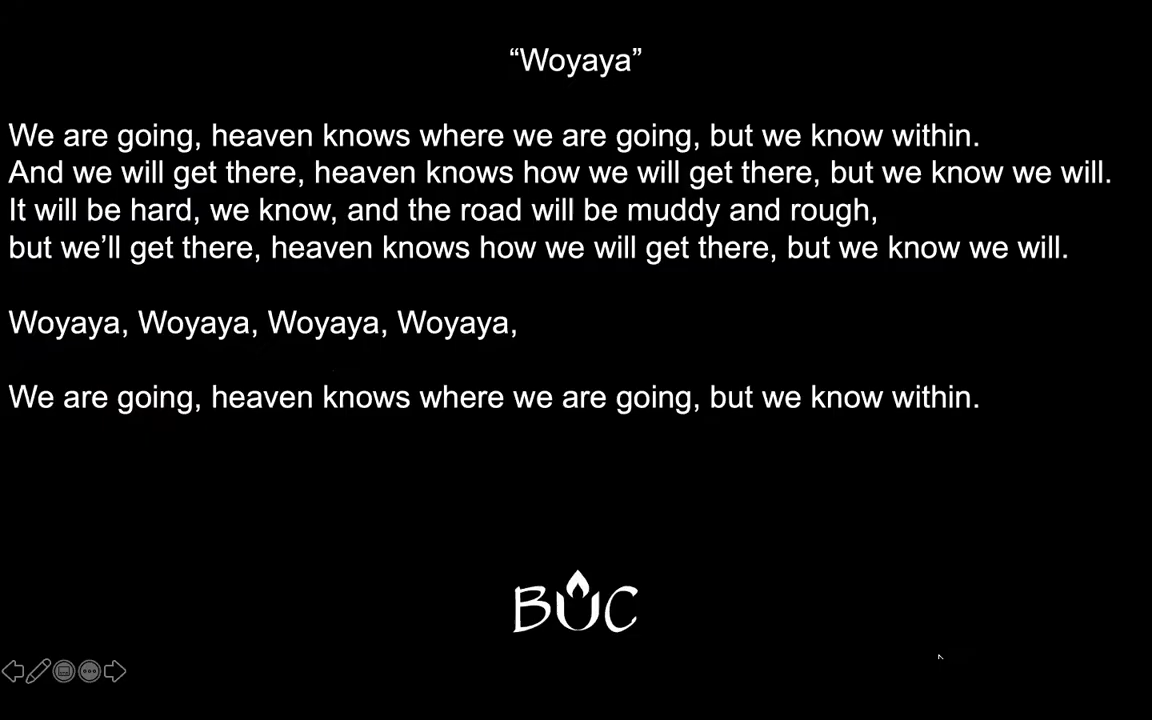 “Woyaya”
We are going, heaven knows where we are going, but we know within.
And we will get there, heaven knows how we will get there, but we know we will.
It will be hard, we know, and the road will be muddy and rough,
but we’ll get there, heaven knows how we will get there, but we know we will.
Woyaya, Woyaya, Woyaya, Woyaya,
We are going, heaven knows where we are going, but we know within.
BUC